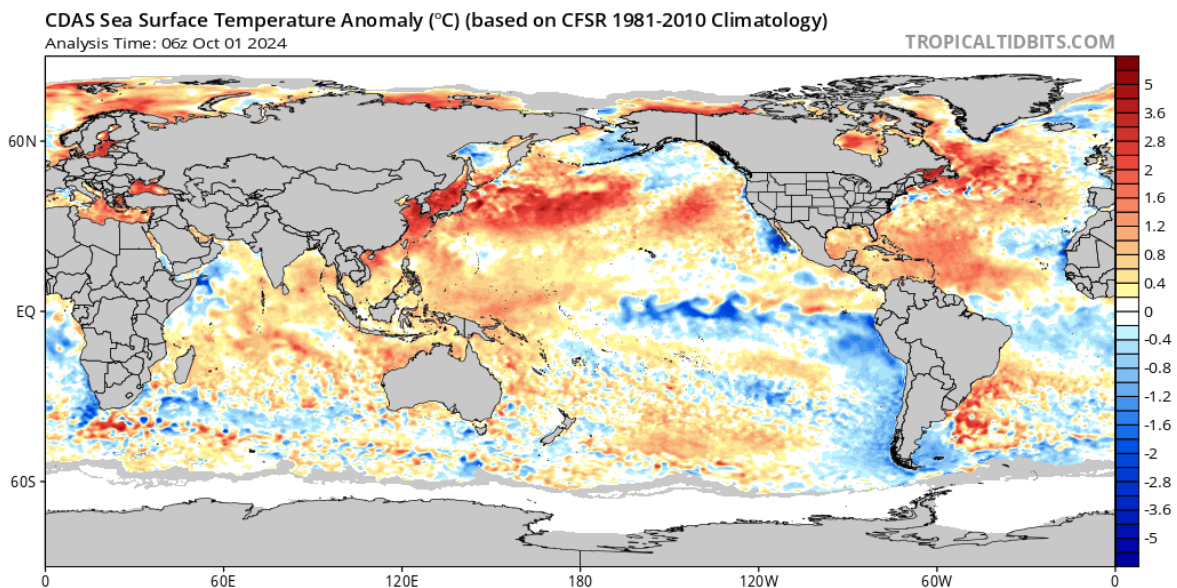 CDAS Sea Surface Temperature Anomaly (°C) (based on CFSR 1981-2010 Climatology)
Analysis Time: 06z Oct 01 2024
TROPICALTIDBITS.COM
60N
EQ
60S
0
60E
120E
180
120W
60W
0
5
3.6
2.8
2
1.6
1.2
0.8
0.4
0
-0.4
-0.8
-1.2
-1.6
-2
-2.8
-3.6
-5